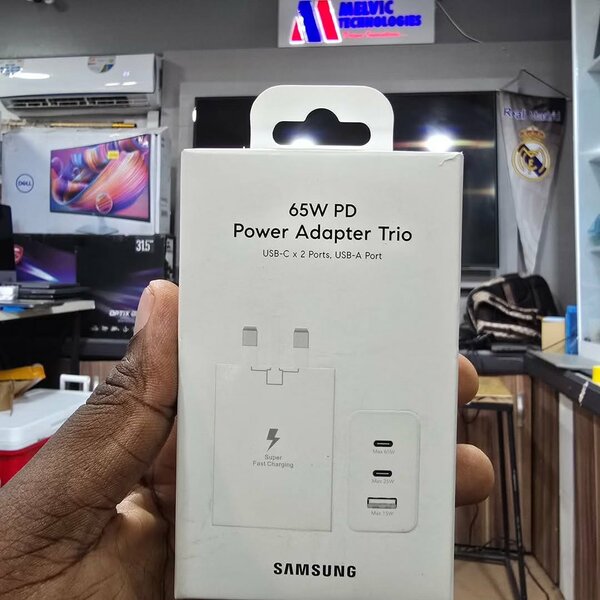 MELVIC
TECHNOLOGIES
Real Madrid
DELL
31.5"
OPTIX
65W PD
Power Adapter Trio
USB-C x 2 Ports, USB-A Port
Super
Fast Charging
Max 65W
Max 25W
Max 15W
SAMSUNG